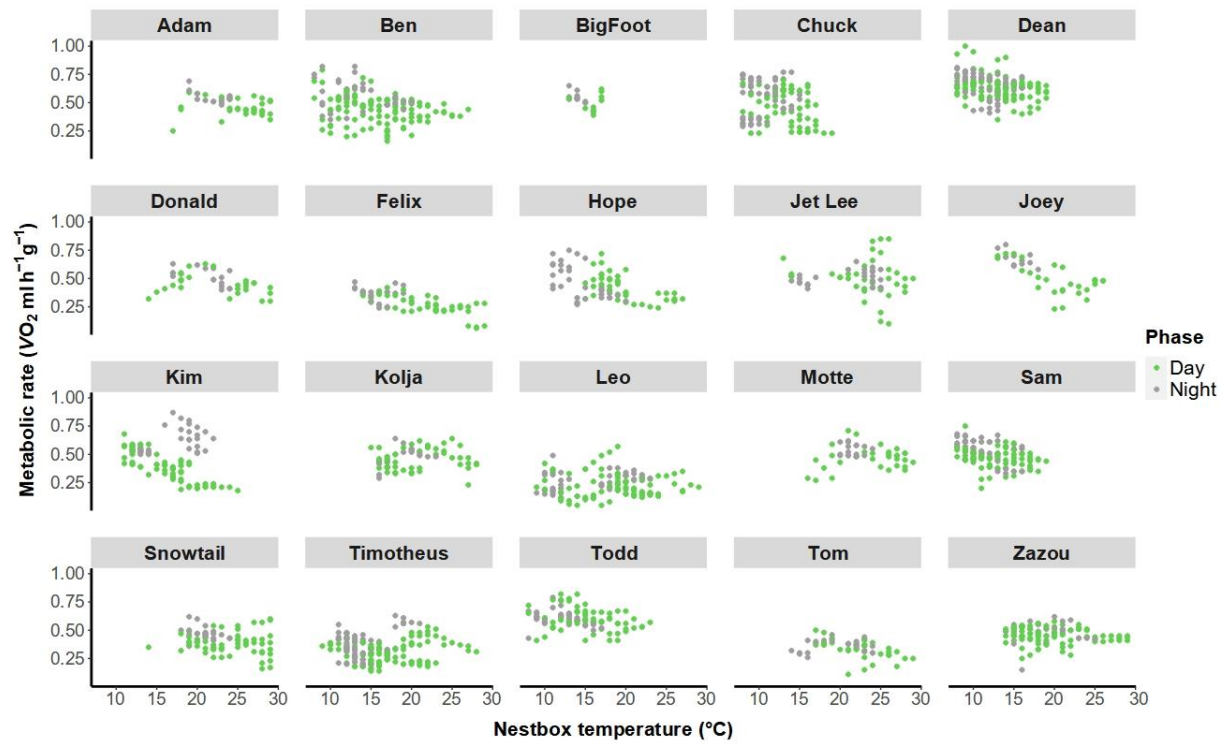 Adam Ben BigFoot Chuck Dean
1.00
0.75
0.50
0.25
Donald Felix Hope Jet Lee Joey
1.00
0.75
0.50
0.25
Metabolic rate (VO₂ ml h⁻¹g⁻¹)
Phase
Day
Night
Kim Kolja Leo Motte Sam
1.00
0.75
0.50
0.25
Snowtail Timotheus Todd Tom Zazou
1.00
0.75
0.50
0.25
10 15 20 25 30 10 15 20 25 30 10 15 20 25 30 10 15 20 25 30 10 15 20 25 30
Nestbox temperature (°C)